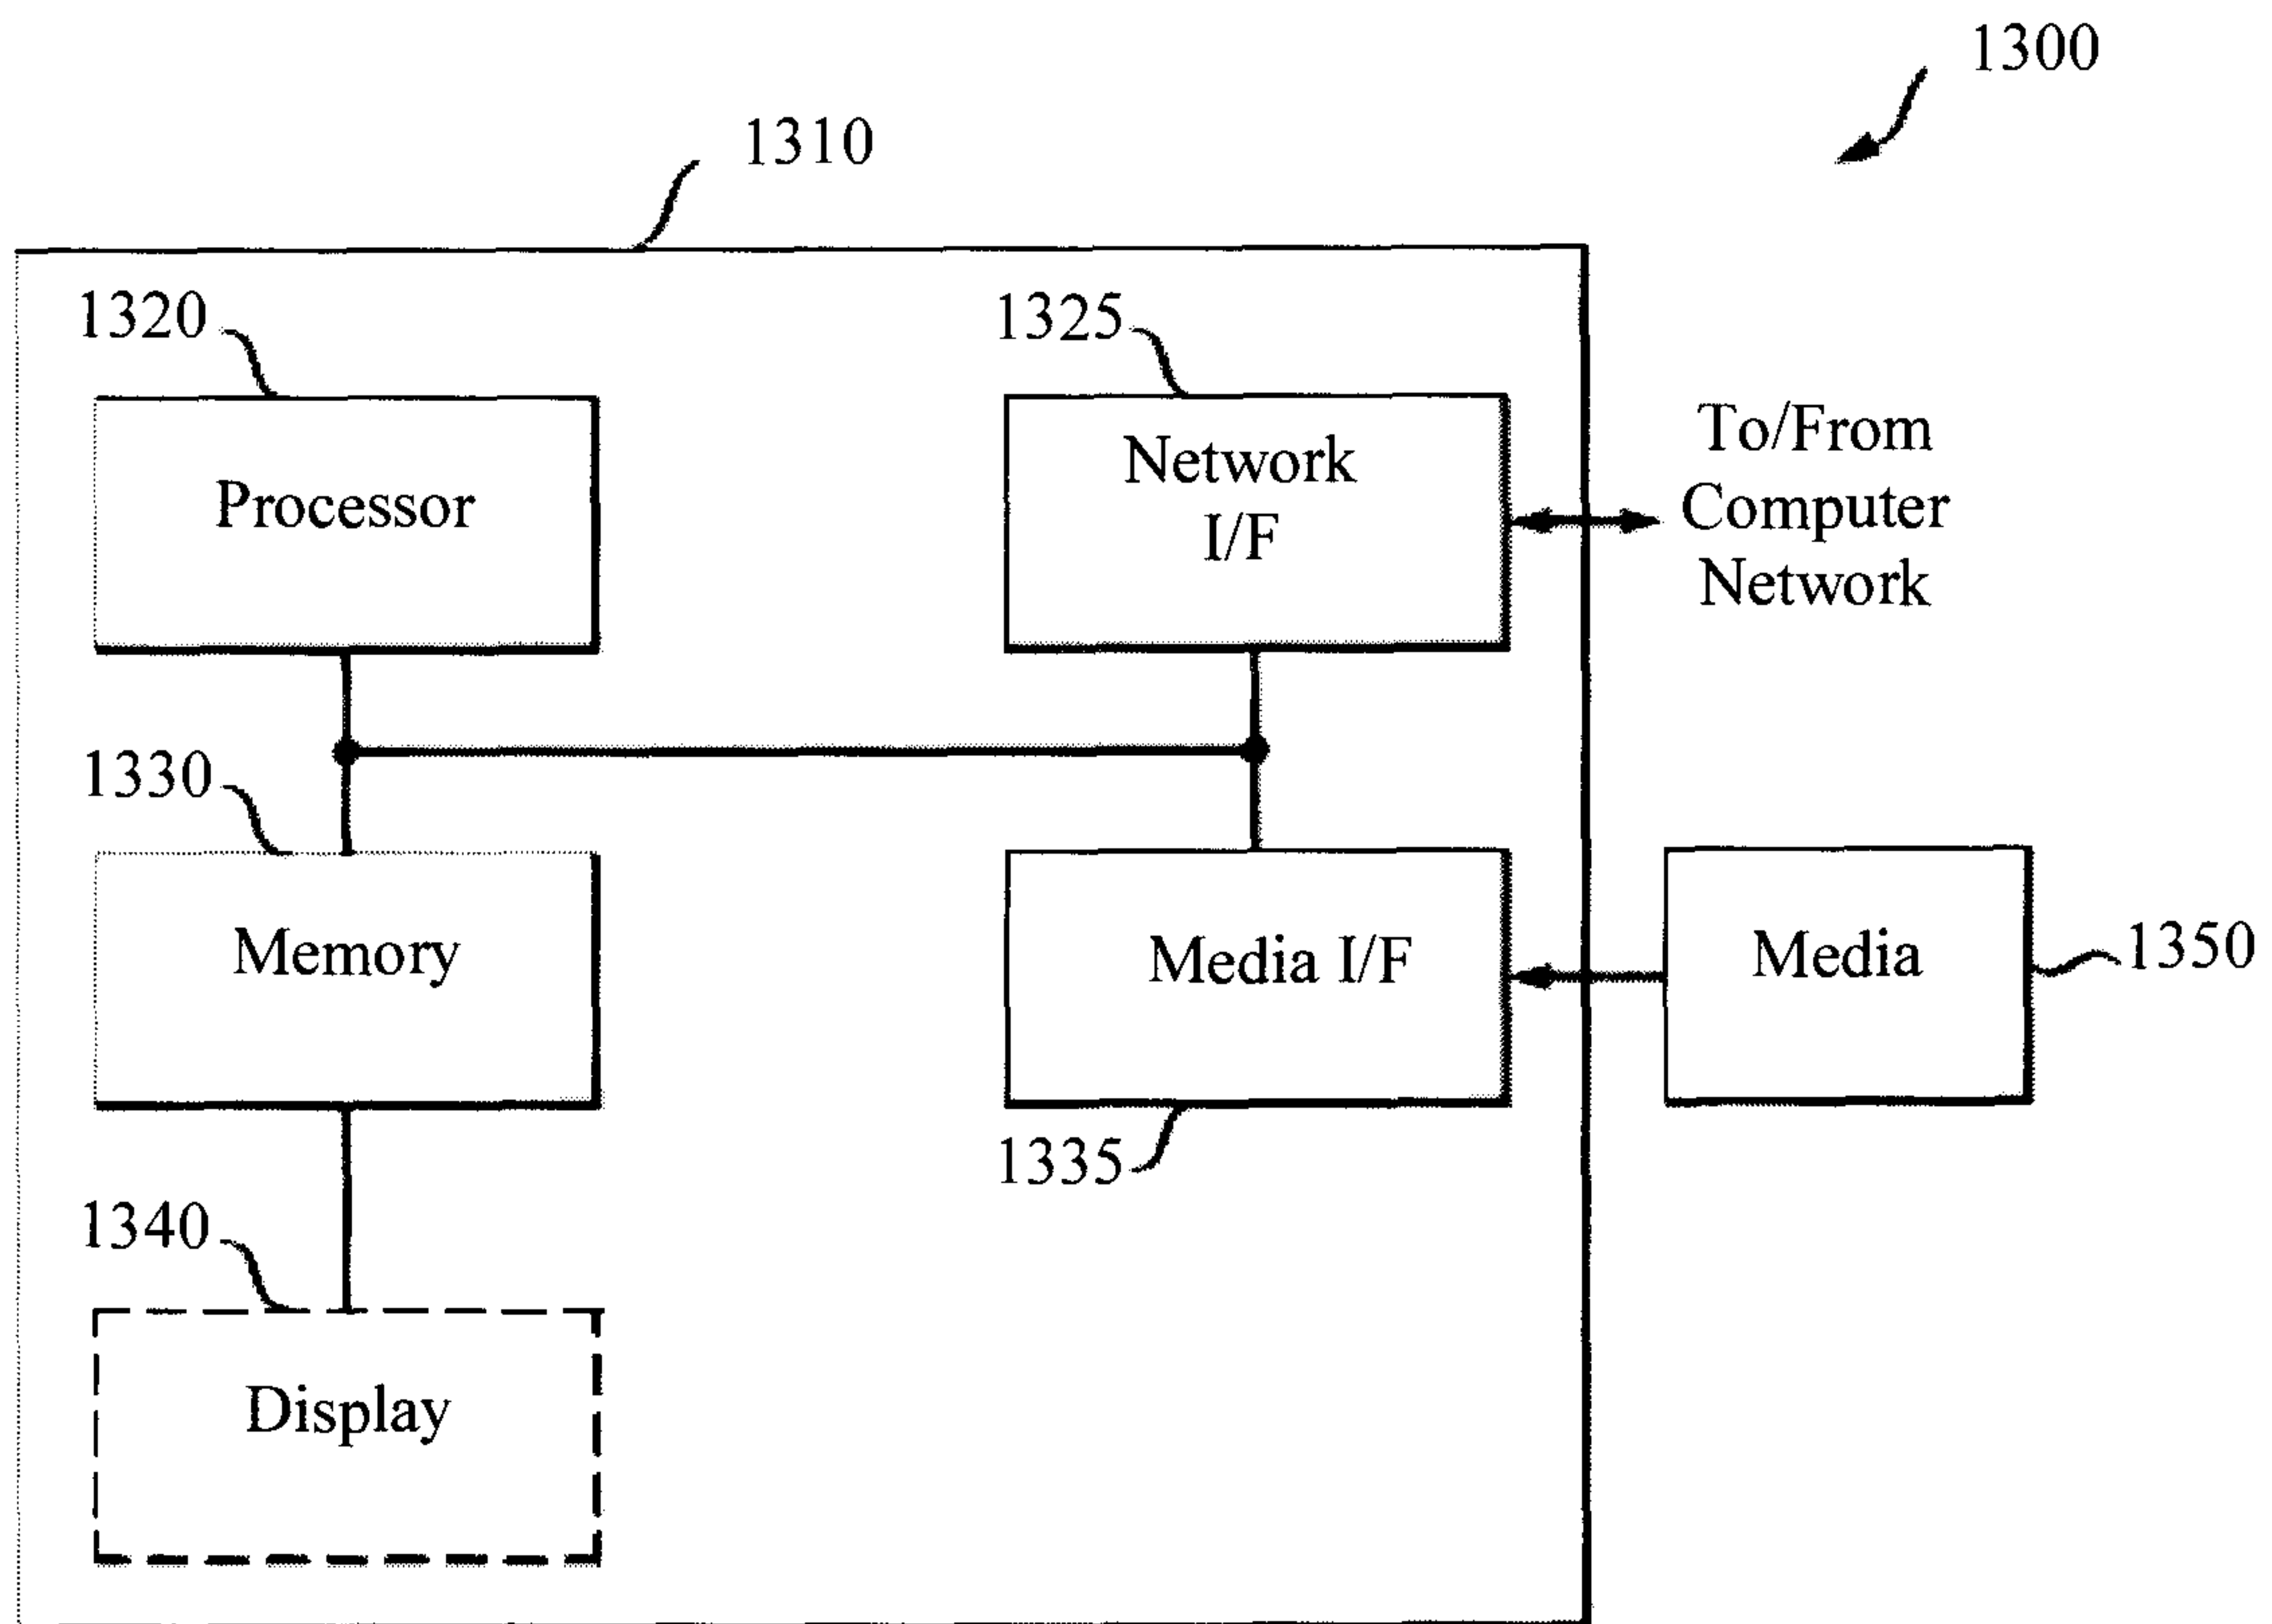 1300
1310
1320
1325
Processor
Network
I/F
To/From
Computer
Network
1330
Memory
Media I/F
Media
1350
1335
1340
Display